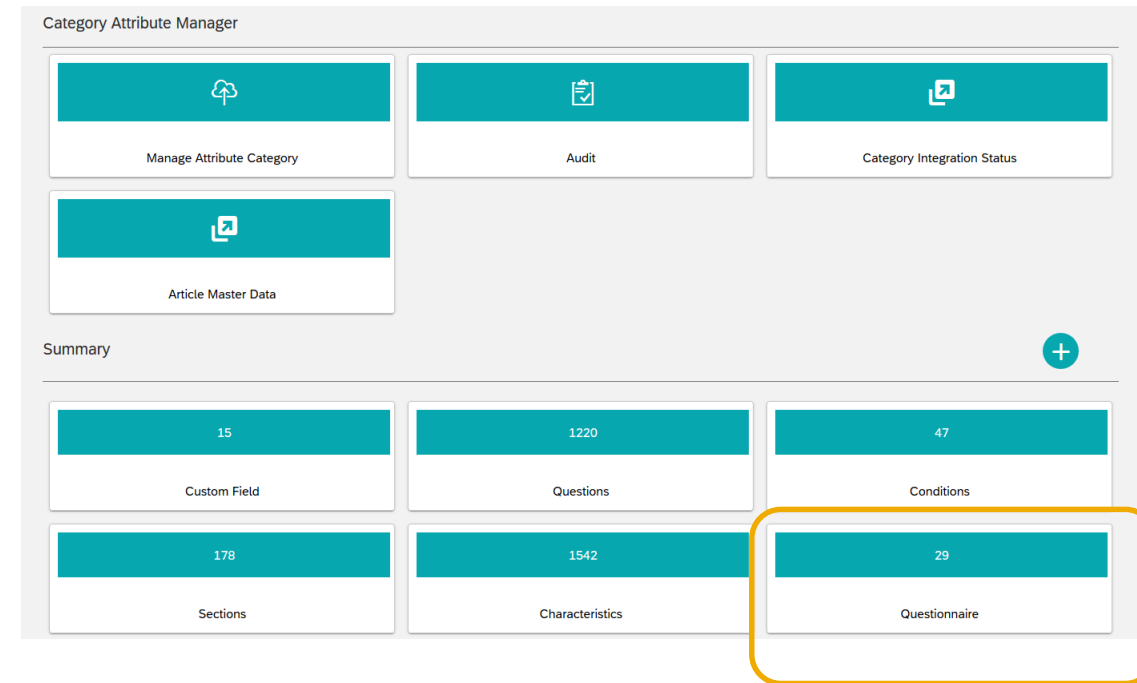 Category Attribute Manager
Manage Attribute Category
Audit
Category Integration Status
Article Master Data
Summary
15
1220
47
Custom Field
Questions
Conditions
178
1542
29
Sections
Characteristics
Questionnaire